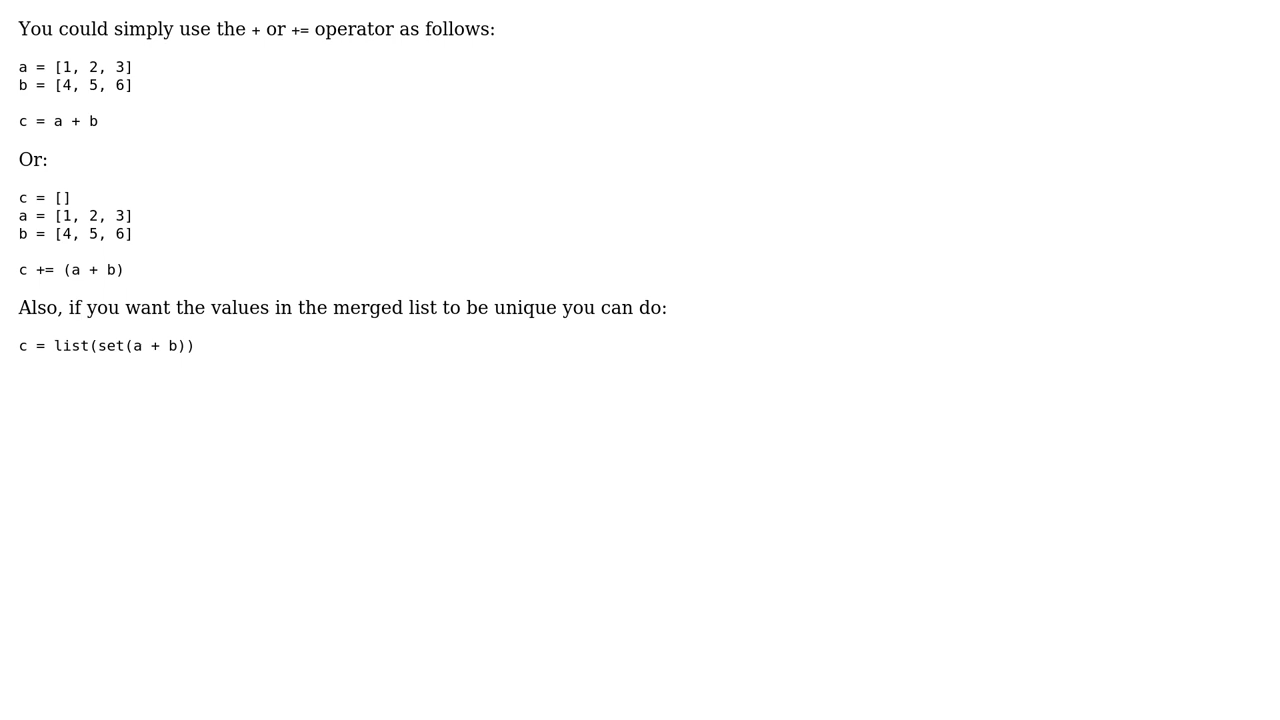 You could simply use the + or += operator as follows:
a = [1, 2, 3]
b = [4, 5, 6]
c = a + b
Or:
c = []
a = [1, 2, 3]
b = [4, 5, 6]
c += (a + b)
Also, if you want the values in the merged list to be unique you can do:
c = list(set(a + b))